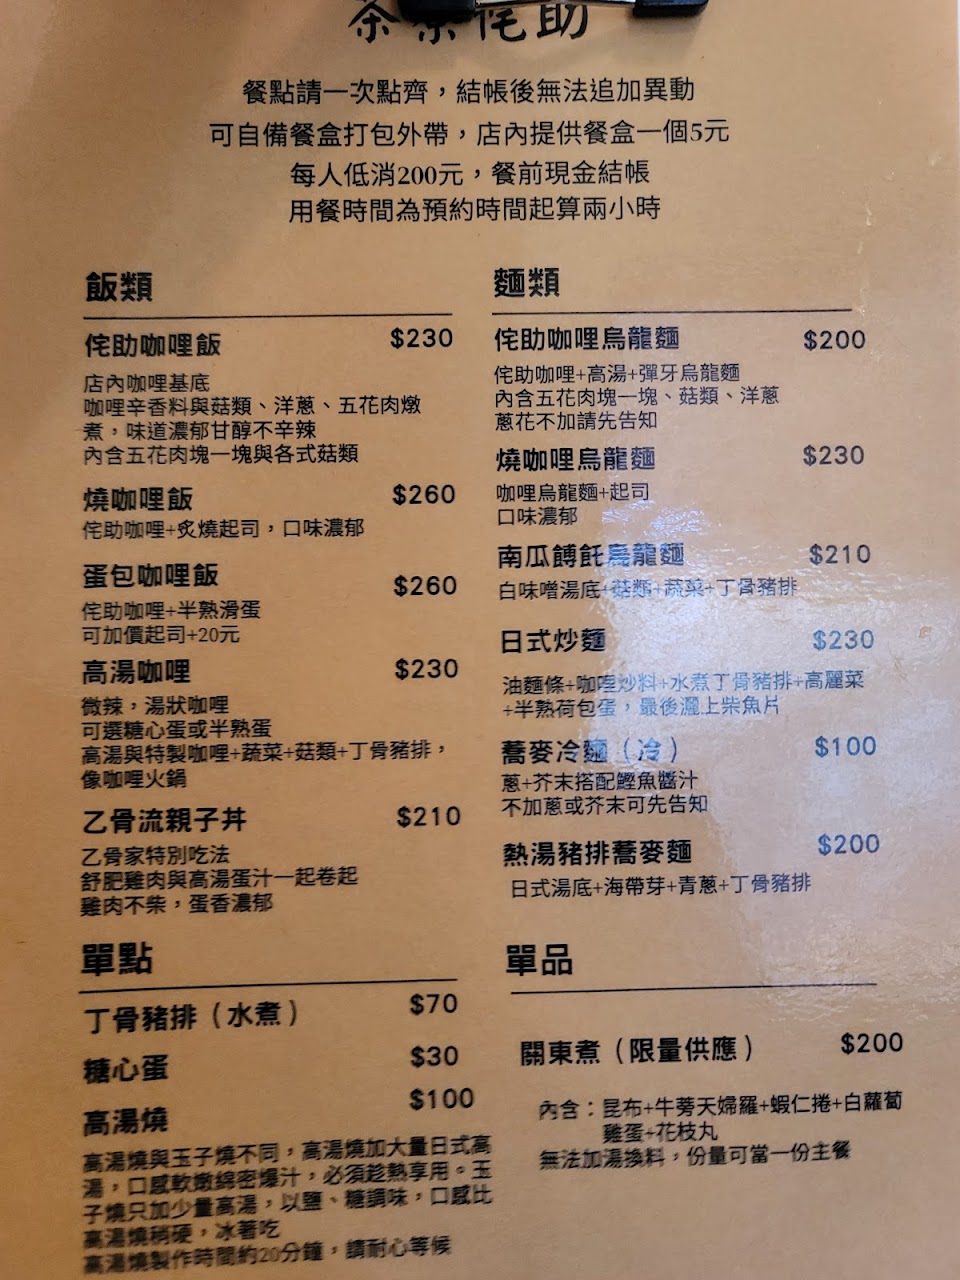 侘助
餐點請一次點齊，結帳後無法追加異動
可自備餐盒打包外帶，店內提供餐盒一個5元
每人低消200元，餐前現金結帳
用餐時間為預約時間起算兩小時
飯類
侘助咖哩飯 $230
店內咖哩基底
咖哩辛香料與菇類、洋蔥、五花肉燉
煮，味道濃郁甘醇不辛辣
內含五花肉塊一塊與各式菇類
燒咖哩飯 $260
侘助咖哩+炙燒起司，口味濃郁
蛋包咖哩飯 $260
侘助咖哩+半熟滑蛋
可加價起司+20元
高湯咖哩 $230
微辣，湯狀咖哩
可選糖心蛋或半熟蛋
高湯與特製咖哩+蔬菜+菇類+丁骨豬排，
像咖哩火鍋
乙骨流親子丼 $210
乙骨家特別吃法
舒肥雞肉與高湯蛋汁一起卷起
雞肉不柴，蛋香濃郁
麵類
侘助咖哩烏龍麵 $200
侘助咖哩+高湯+彈牙烏龍麵
內含五花肉塊一塊、菇類、洋蔥
蔥花不加請先告知
燒咖哩烏龍麵 $230
咖哩烏龍麵+起司
口味濃郁
南瓜餺飥烏龍麵 $210
白味噌湯底+菇類+蔬菜+丁骨豬排
日式炒麵 $230
油麵條+咖哩炒料+水煮丁骨豬排+高麗菜
+半熟荷包蛋，最後灑上柴魚片
蕎麥冷麵（冷） $100
蔥+芥末搭配鰹魚醬汁
不加蔥或芥末可先告知
熱湯豬排蕎麥麵 $200
日式湯底+海帶芽+青蔥+丁骨豬排
單點
丁骨豬排（水煮） $70
糖心蛋 $30
高湯燒 $100
高湯燒與玉子燒不同，高湯燒加大量日式高
湯，口感軟嫩綿密爆汁，必須趁熱享用。玉
子燒只加少量高湯，以鹽、糖調味，口感比
高湯燒稍硬，冰著吃
高湯燒製作時間約20分鐘，請耐心等候
單品
關東煮（限量供應） $200
內含：昆布+牛蒡天婦羅+蝦仁捲+白蘿蔔
雞蛋+花枝丸
無法加湯換料，份量可當一份主餐